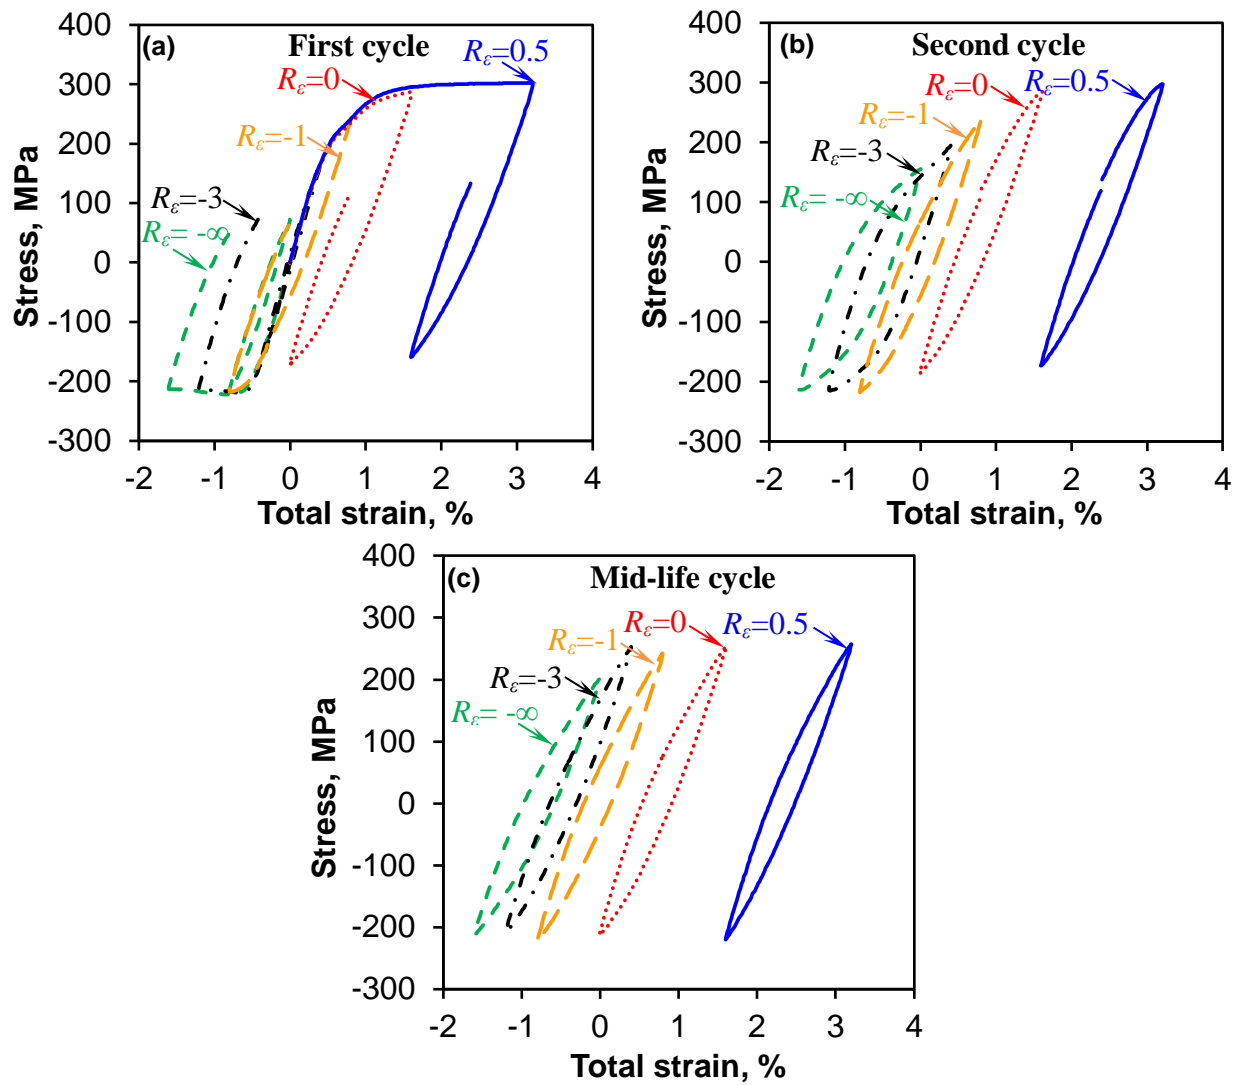 (a) First cycle
Rε=0.5
Rε=0
Rε=-1
Rε=-3
Rε= -∞
400
300
200
100
0
-100
-200
-300
-2 -1 0 1 2 3 4
Stress, MPa
Total strain, %
(b) Second cycle
Rε=0
Rε=0.5
Rε=-1
Rε=-3
Rε= -∞
400
300
200
100
0
-100
-200
-300
-2 -1 0 1 2 3 4
Stress, MPa
Total strain, %
(c) Mid-life cycle
Rε=0
Rε=0.5
Rε=-1
Rε=-3
Rε= -∞
400
300
200
100
0
-100
-200
-300
-2 -1 0 1 2 3 4
Stress, MPa
Total strain, %